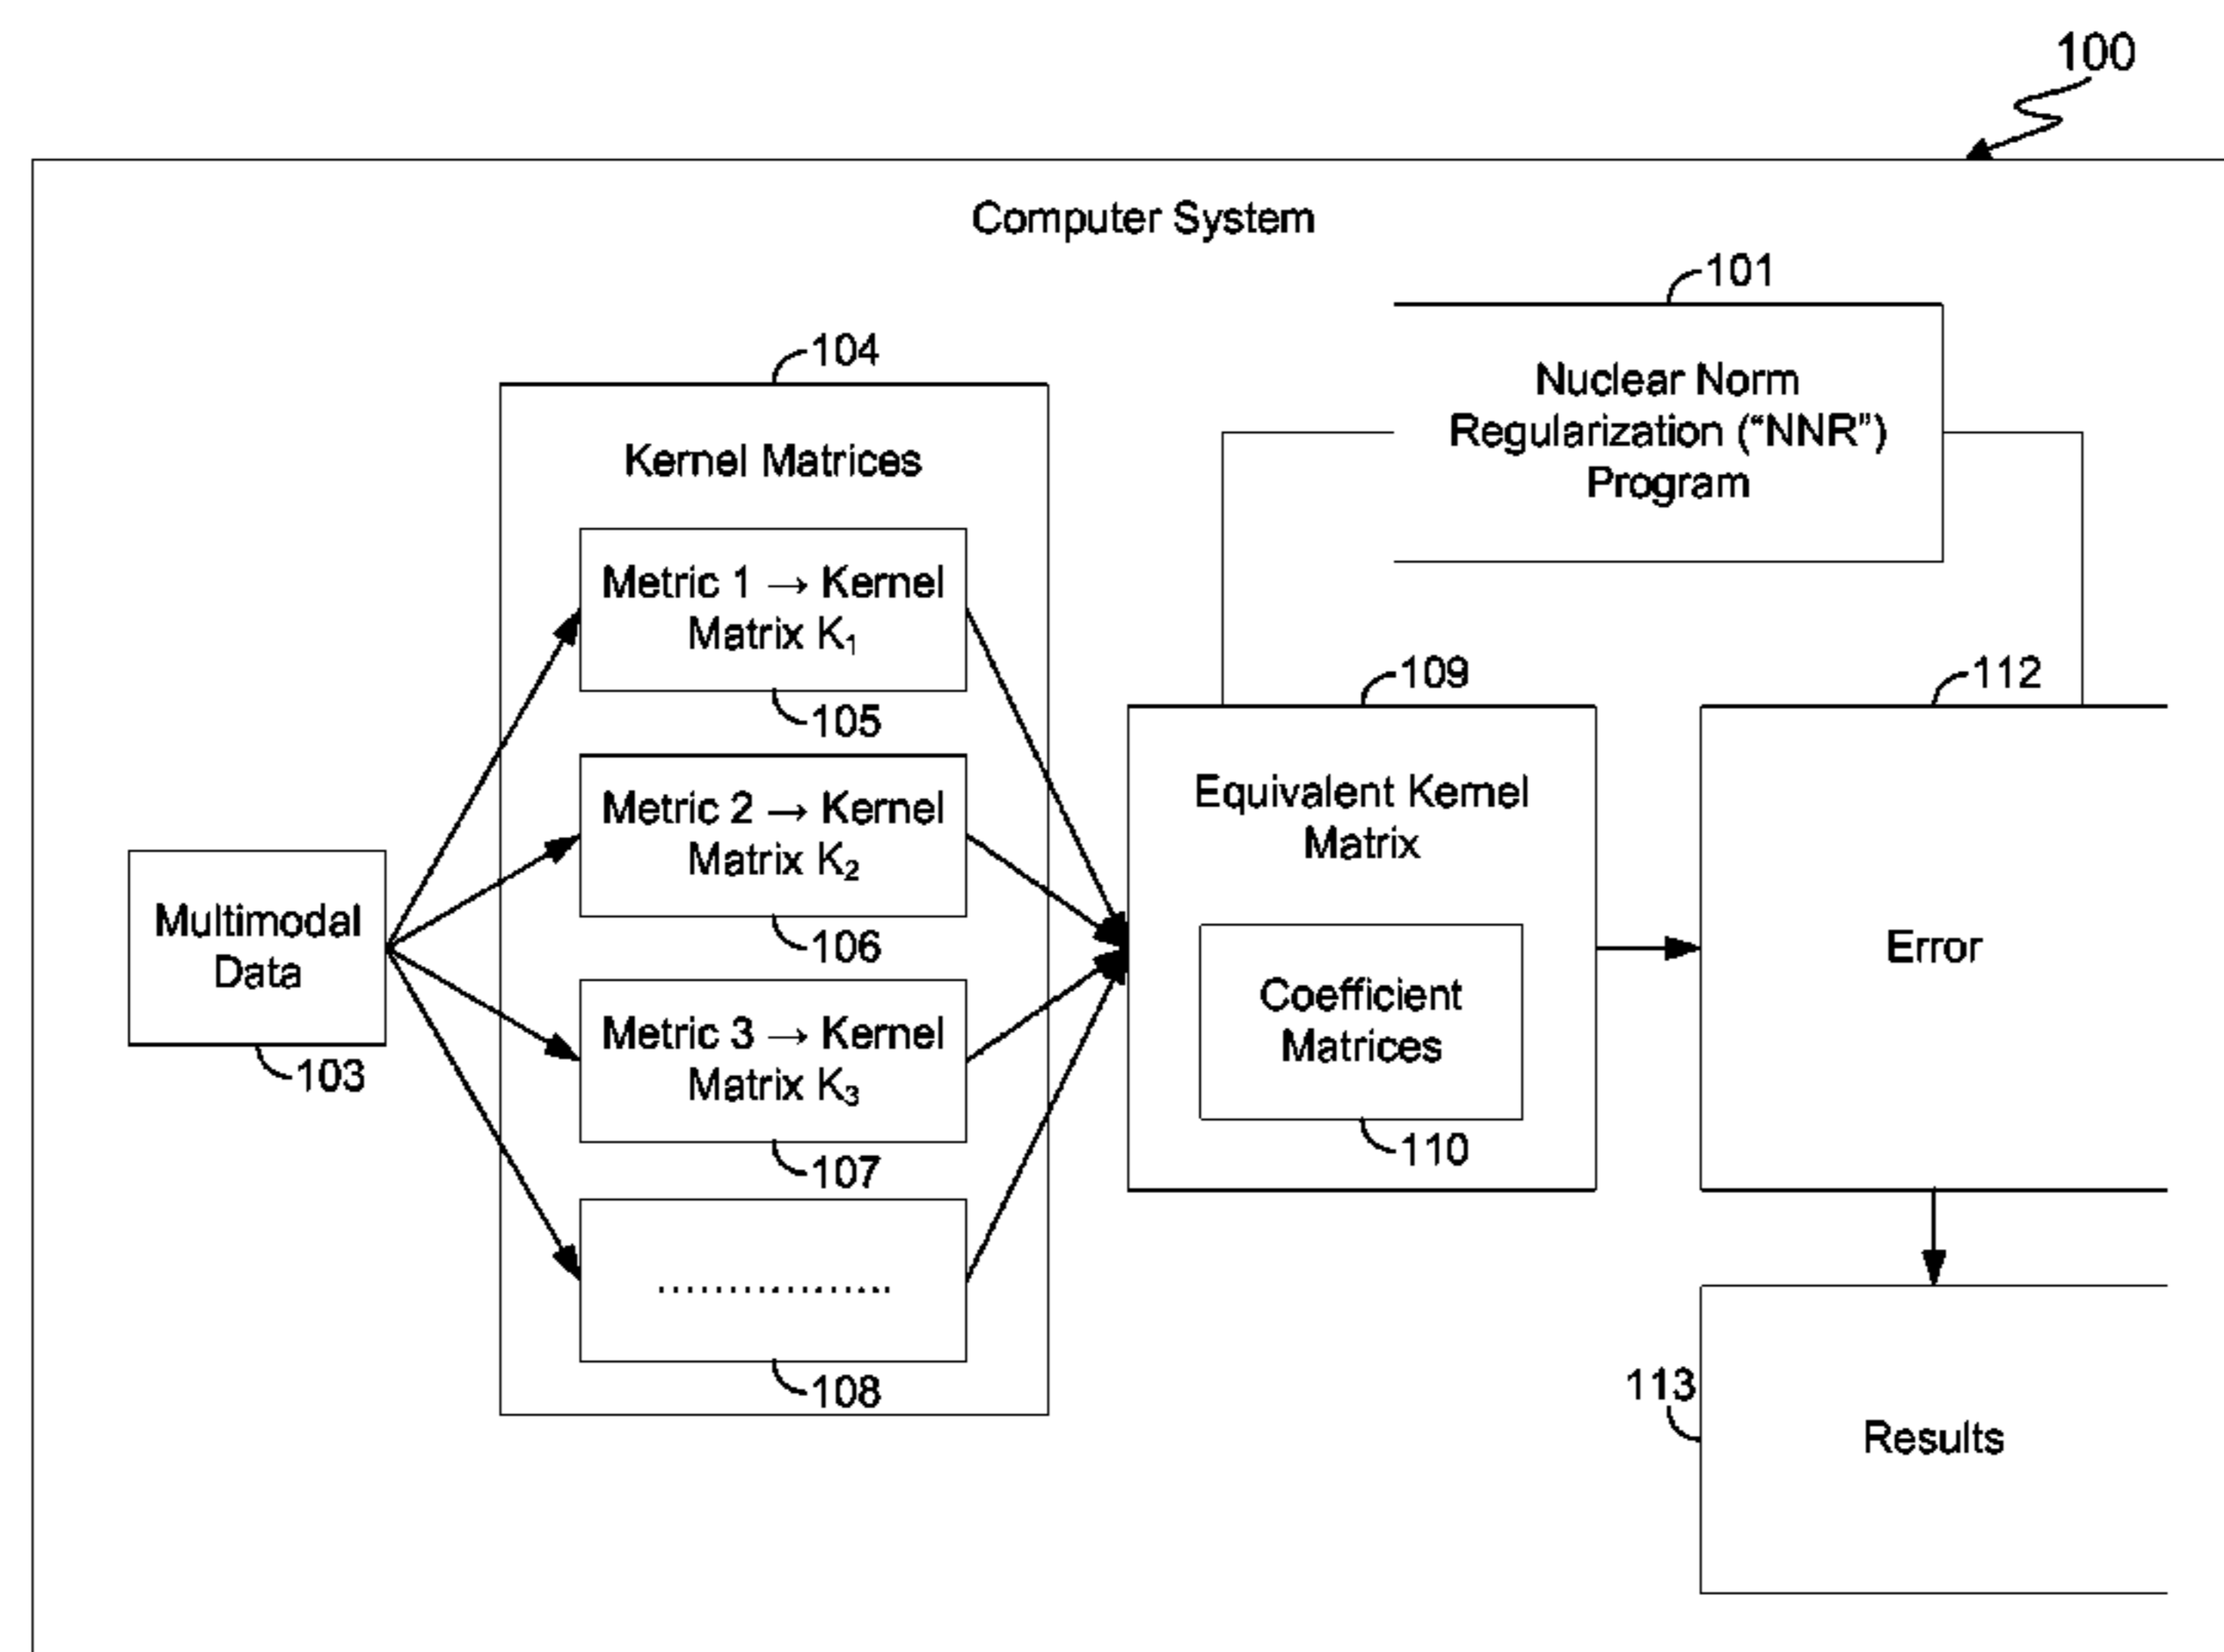 100
Computer System
101
Nuclear Norm
Regularization (“NNR”)
Program
104
Kernel Matrices
Metric 1 → Kernel
Matrix K₁
105
Metric 2 → Kernel
Matrix K₂
106
Metric 3 → Kernel
Matrix K₃
107
................
108
Multimodal
Data
103
109
Equivalent Kernel
Matrix
Coefficient
Matrices
110
112
Error
113
Results